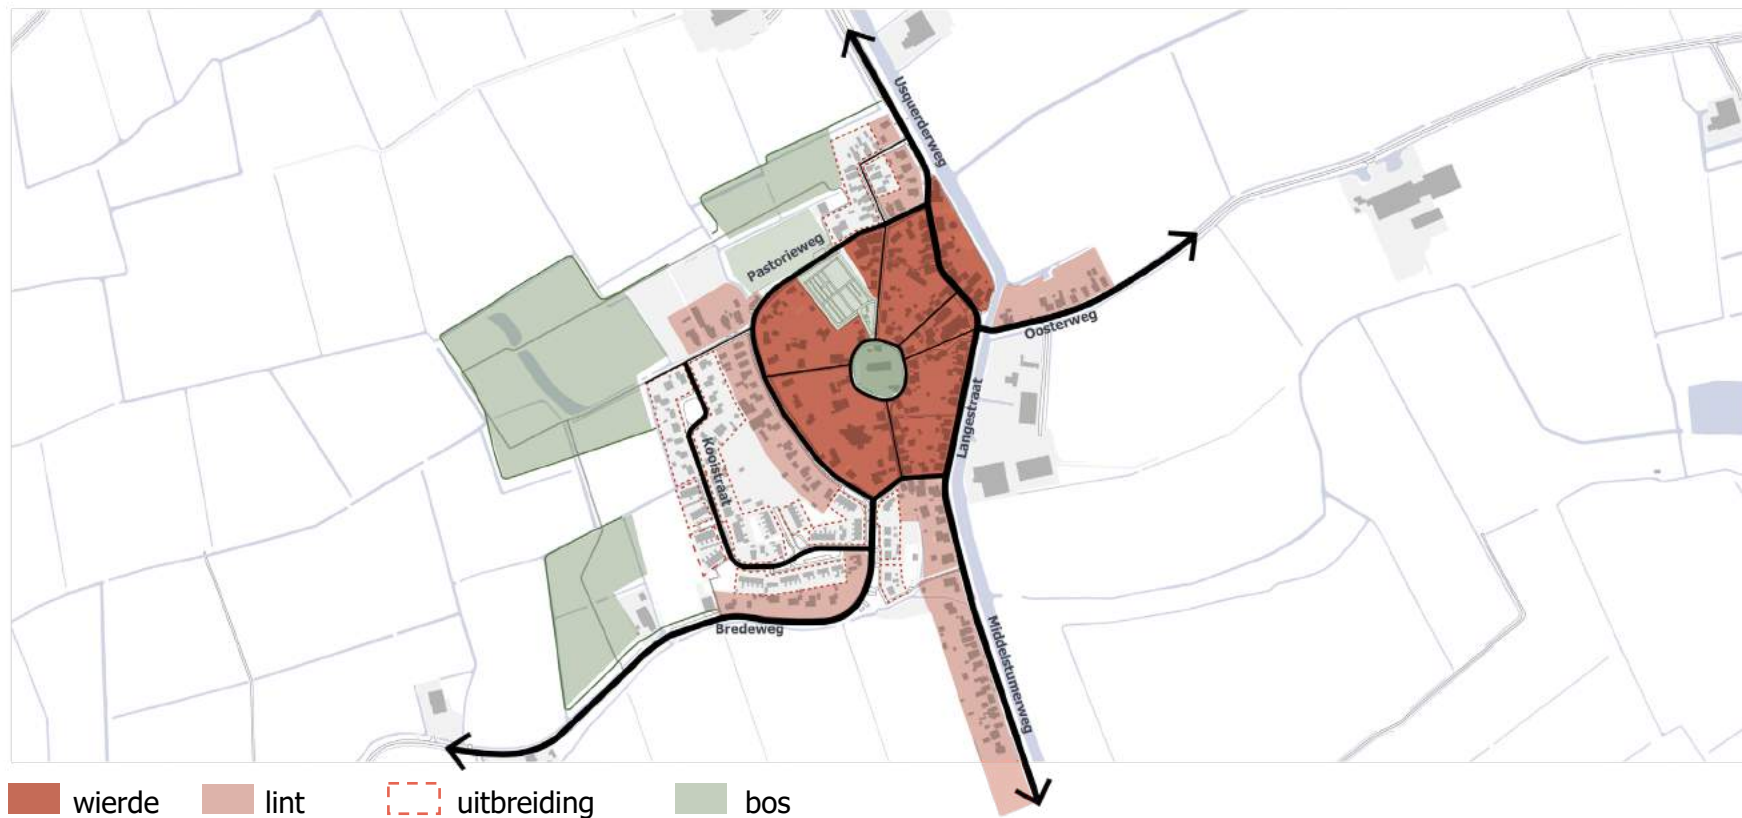 Usquerderweg
Pastorieweg
Oosterweg
Langestraat
Kooistraat
Bredeweg
Middelstumerweg
wierde
lint
uitbreiding
bos